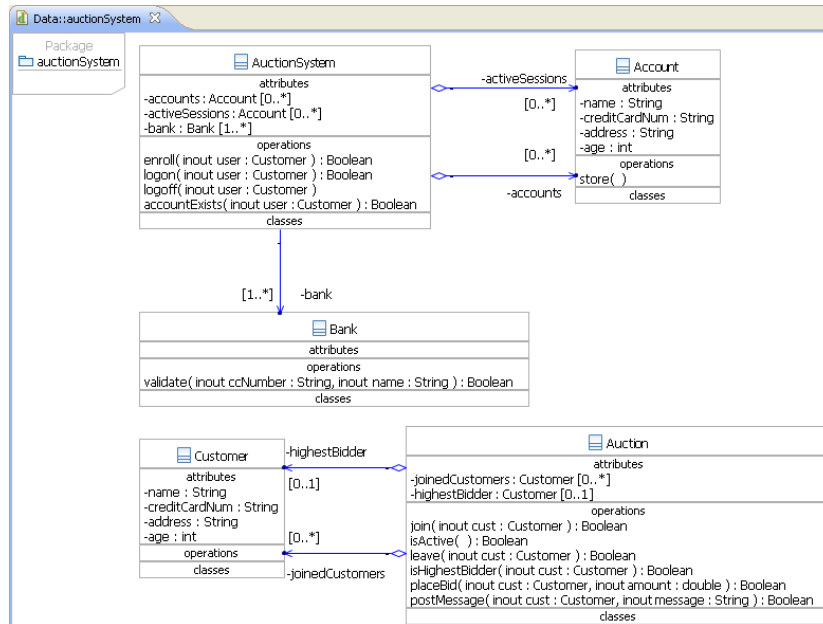 Data::auctionSystem
Package
auctionSystem
AuctionSystem
attributes
-accounts : Account [0..*]
-activeSessions : Account [0..*]
-bank : Bank [1..*]
operations
enroll( inout user : Customer ) : Boolean
logon( inout user : Customer ) : Boolean
logoff( inout user : Customer )
accountExists( inout user : Customer ) : Boolean
classes
-activeSessions
[0..*]
[0..*]
-accounts
Account
attributes
-name : String
-creditCardNum : String
-address : String
-age : int
operations
store( )
classes
[1..*]
-bank
Bank
attributes
operations
validate( inout ccNumber : String, inout name : String ) : Boolean
classes
Customer
attributes
-name : String
-creditCardNum : String
-address : String
-age : int
operations
classes
-highestBidder
[0..1]
[0..*]
-joinedCustomers
Auction
attributes
-joinedCustomers : Customer [0..*]
-highestBidder : Customer [0..1]
operations
join( inout cust : Customer ) : Boolean
isActive( ) : Boolean
leave( inout cust : Customer ) : Boolean
isHighestBidder( inout cust : Customer ) : Boolean
placeBid( inout cust : Customer, inout amount : double ) : Boolean
postMessage( inout cust : Customer, inout message : String ) : Boolean
classes